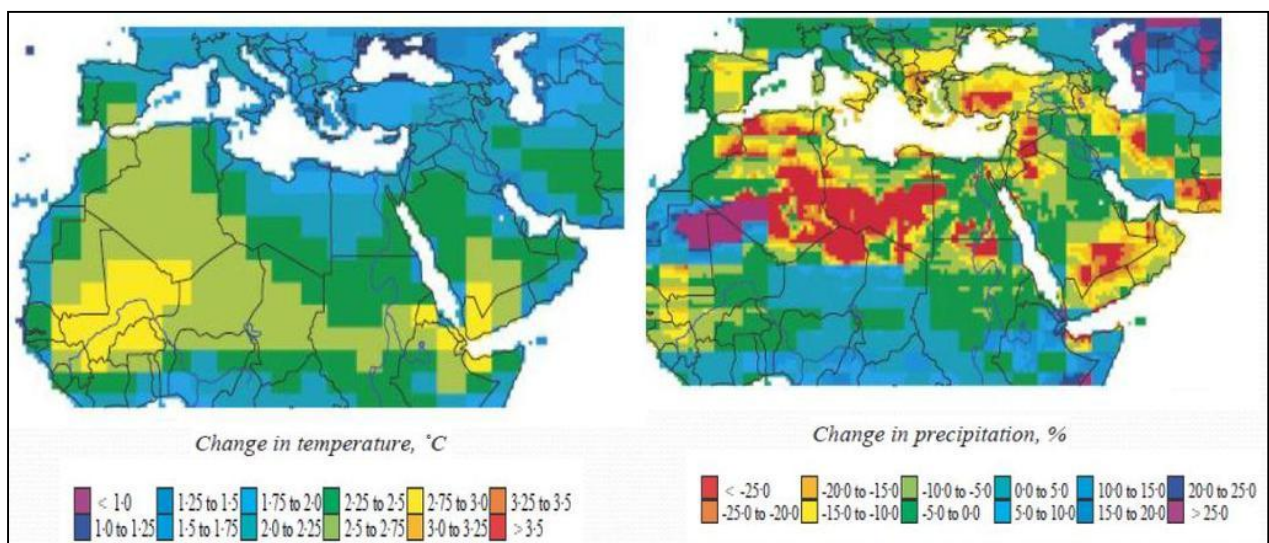 Change in temperature, ˚C
< 1·0
1·25 to 1·5
1·75 to 2·0
2·25 to 2·5
2·75 to 3·0
3·25 to 3·5
1·0 to 1·25
1·5 to 1·75
2·0 to 2·25
2·5 to 2·75
3·0 to 3·25
> 3·5
Change in precipitation, %
< -25·0
-20·0 to -15·0
-10·0 to -5·0
0·0 to 5·0
10·0 to 15·0
20·0 to 25·0
-25·0 to -20·0
-15·0 to -10·0
-5·0 to 0·0
5·0 to 10·0
15·0 to 20·0
> 25·0